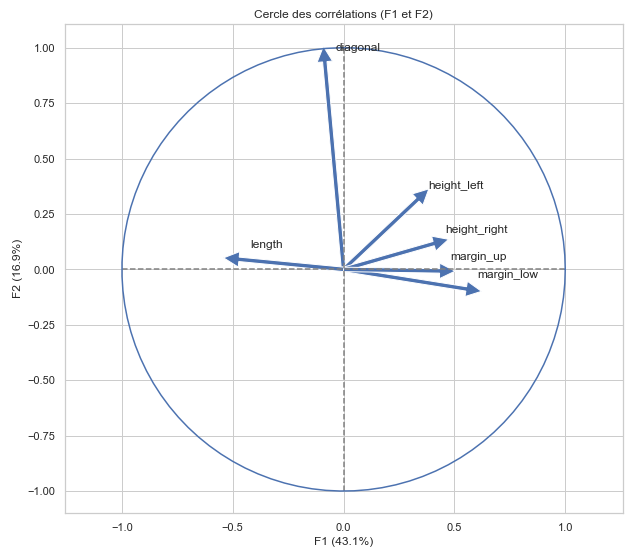 Cercle des corrélations (F1 et F2)
1.00
0.75
0.50
0.25
0.00
−0.25
−0.50
−0.75
−1.00
F2 (16.9%)
diagonal
height_left
height_right
length
margin_up
margin_low
−1.0
−0.5
0.0
0.5
1.0
F1 (43.1%)